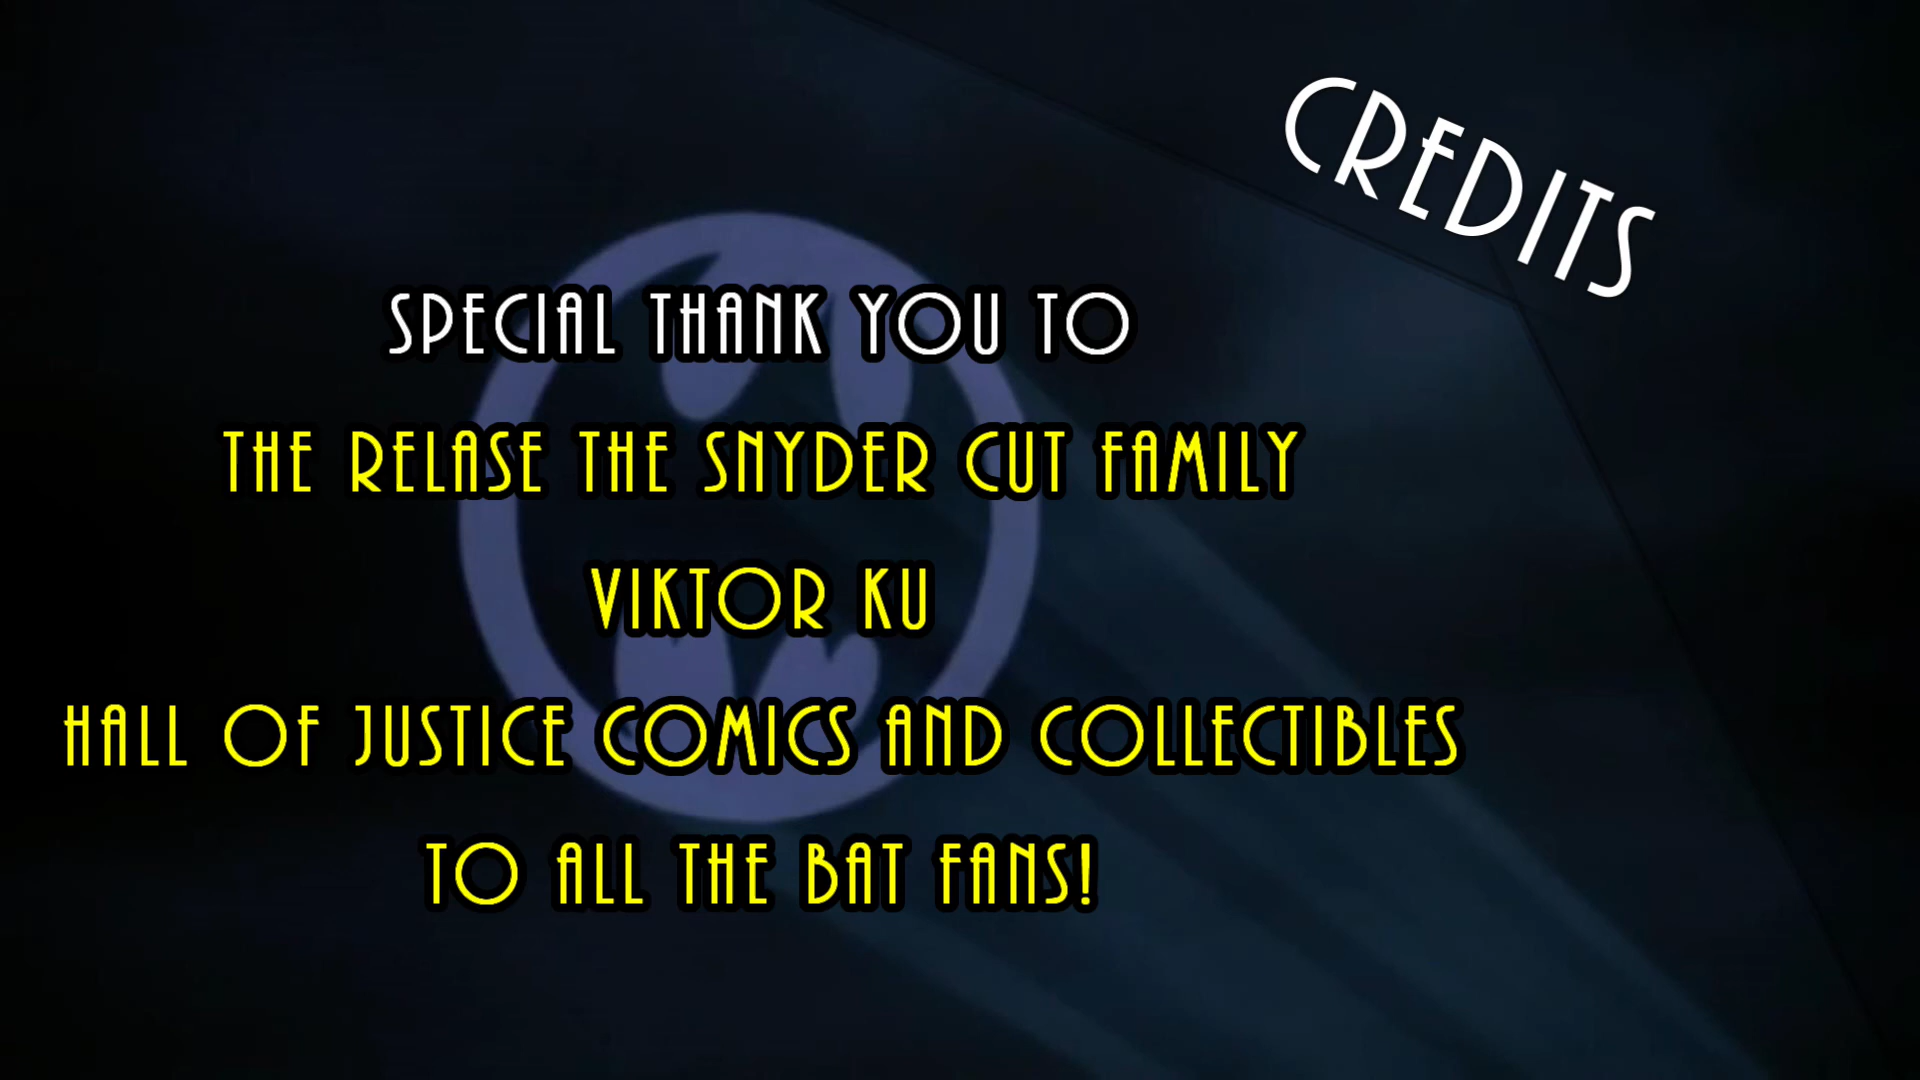 CREDITS
SPECIAL THANK YOU TO
THE RELASE THE SNYDER CUT FAMILY
VIKTOR KU
HALL OF JUSTICE COMICS AND COLLECTIBLES
TO ALL THE BAT FANS!